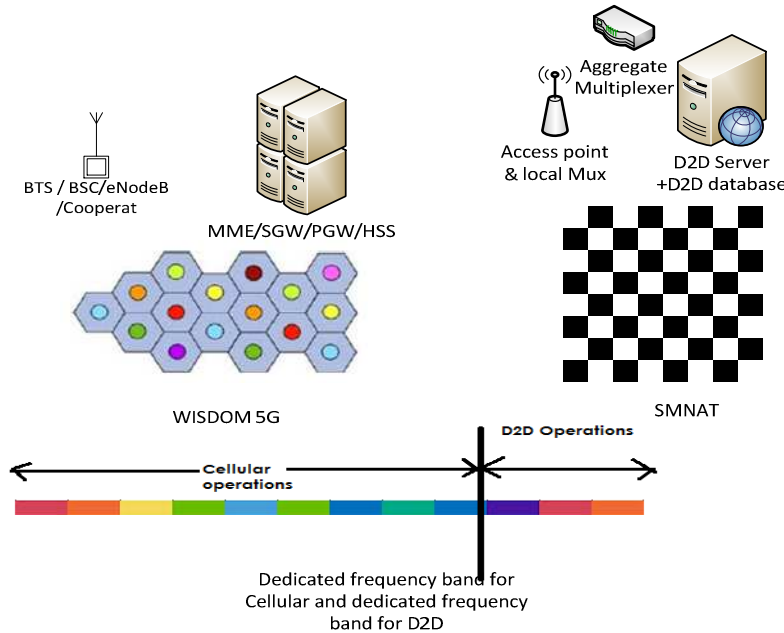 Aggregate
Multiplexer
Access point
& local Mux
D2D Server
+D2D database
BTS / BSC/eNodeB
/Cooperat
MME/SGW/PGW/HSS
WISDOM 5G
SMNAT
D2D Operations
Cellular
operations
Dedicated frequency band for
Cellular and dedicated frequency
band for D2D